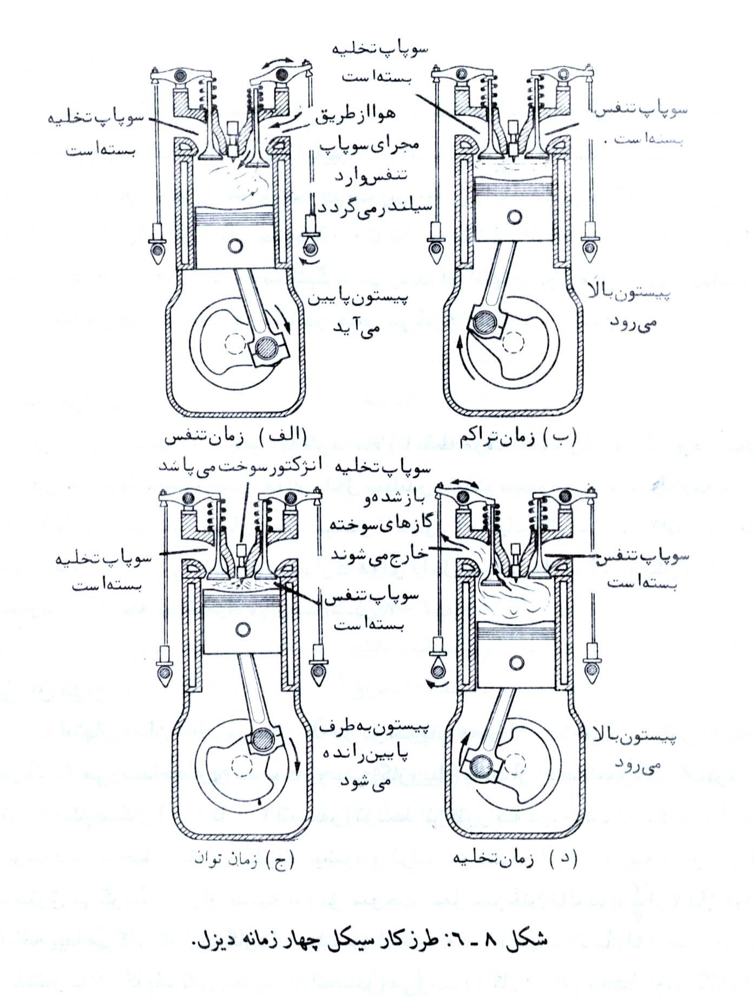 سوپاپ تخلیه
بسته است
هوا از طریق
مجرای سوپاپ
تنفس وارد
سیلندر می گردد
پیستون پایین
می آید
(الف) زمان تنفس
سوپاپ تخلیه
بسته است
سوپاپ تنفس
بسته است .
پیستون بالا
می رود
(ب) زمان تراکم
انژکتور سوخت می پاشد
سوپاپ تخلیه
بسته است
سوپاپ تنفس
بسته است
پیستون به طرف
پایین رانده
می شود
(ج) زمان توان
سوپاپ تخلیه
باز شده و
گازهای سوخته
خارج می شوند
سوپاپ تنفس
بسته است
پیستون بالا
می رود
(د) زمان تخلیه
شکل ۸ - ۶: طرز کار سیکل چهار زمانه دیزل.